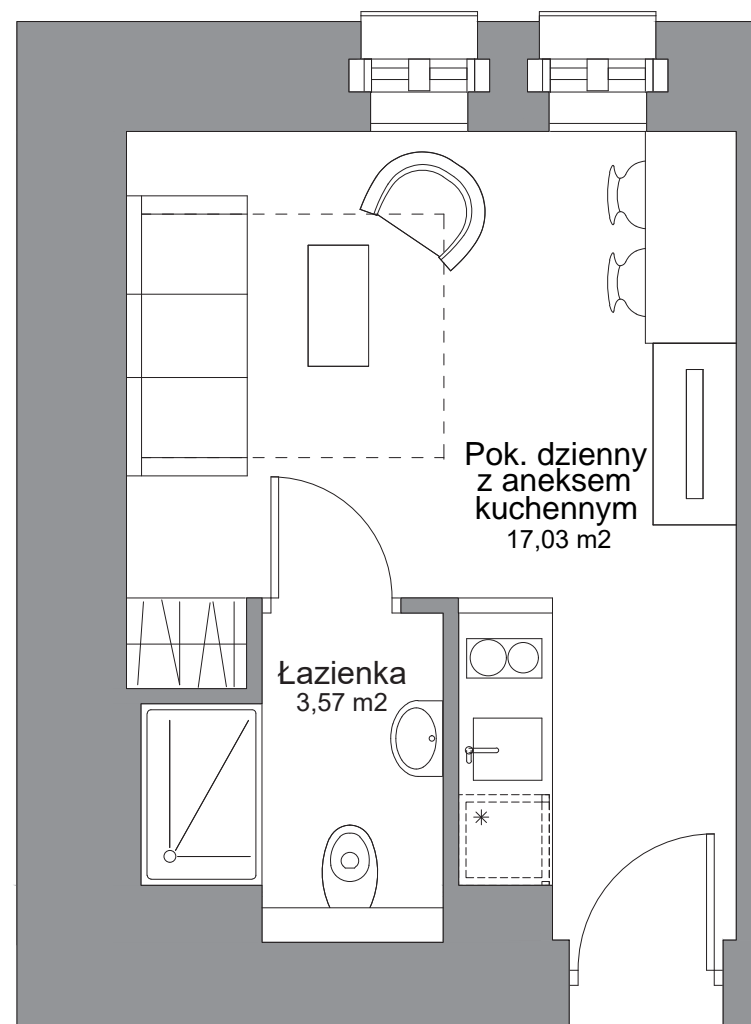 Pok. dzienny
z aneksem
kuchennym
17,03 m2
Łazienka
3,57 m2